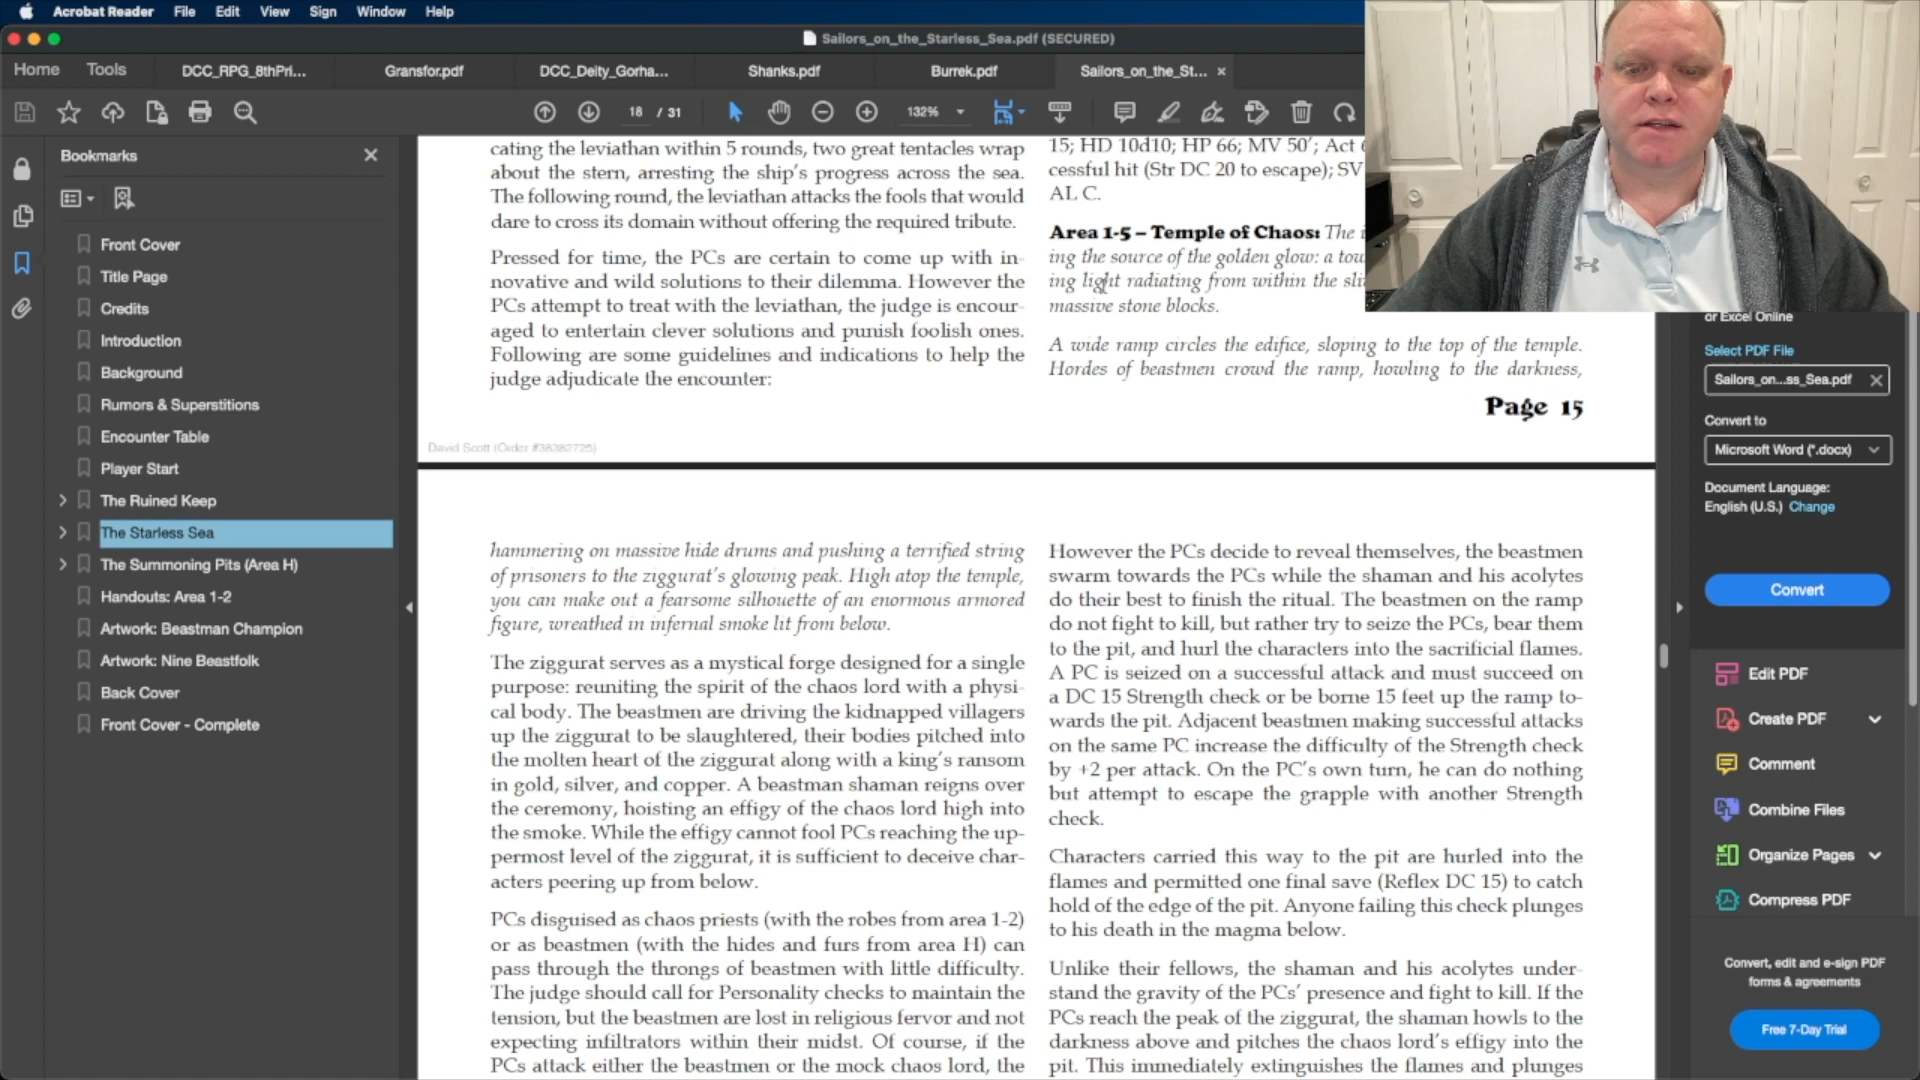 Acrobat Reader File Edit View Sign Window Help
Sailors_on_the_Starless_Sea.pdf (SECURED)
Home Tools DCC_RPG_8thPri... Gransfor.pdf DCC_Deity_Gorha... Shanks.pdf Burrek.pdf Sailors_on_the_St...
18 / 31 132%
Bookmarks
Front Cover
Title Page
Credits
Introduction
Background
Rumors & Superstitions
Encounter Table
Player Start
The Ruined Keep
The Starless Sea
The Summoning Pits (Area H)
Handouts: Area 1-2
Artwork: Beastman Champion
Artwork: Nine Beastfolk
Back Cover
Front Cover - Complete
cating the leviathan within 5 rounds, two great tentacles wrap
about the stern, arresting the ship's progress across the sea.
The following round, the leviathan attacks the fools that would
dare to cross its domain without offering the required tribute.
Pressed for time, the PCs are certain to come up with in-
novative and wild solutions to their dilemma. However the
PCs attempt to treat with the leviathan, the judge is encour-
aged to entertain clever solutions and punish foolish ones.
Following are some guidelines and indications to help the
judge adjudicate the encounter:
15; HD 10d10; HP 66; MV 50'; Act
cessful hit (Str DC 20 to escape); SV
AL C.
Area 1-5 – Temple of Chaos: The
ing the source of the golden glow: a tow
ing light radiating from within the sli
massive stone blocks.
A wide ramp circles the edifice, sloping to the top of the temple.
Hordes of beastmen crowd the ramp, howling to the darkness,
Page 15
David Scott (Order #38382725)
hammering on massive hide drums and pushing a terrified string
of prisoners to the ziggurat's glowing peak. High atop the temple,
you can make out a fearsome silhouette of an enormous armored
figure, wreathed in infernal smoke lit from below.
The ziggurat serves as a mystical forge designed for a single
purpose: reuniting the spirit of the chaos lord with a physi-
cal body. The beastmen are driving the kidnapped villagers
up the ziggurat to be slaughtered, their bodies pitched into
the molten heart of the ziggurat along with a king's ransom
in gold, silver, and copper. A beastman shaman reigns over
the ceremony, hoisting an effigy of the chaos lord high into
the smoke. While the effigy cannot fool PCs reaching the up-
permost level of the ziggurat, it is sufficient to deceive char-
acters peering up from below.
PCs disguised as chaos priests (with the robes from area 1-2)
or as beastmen (with the hides and furs from area H) can
pass through the throngs of beastmen with little difficulty.
The judge should call for Personality checks to maintain the
tension, but the beastmen are lost in religious fervor and not
expecting infiltrators within their midst. Of course, if the
PCs attack either the beastmen or the mock chaos lord, the
However the PCs decide to reveal themselves, the beastmen
swarm towards the PCs while the shaman and his acolytes
do their best to finish the ritual. The beastmen on the ramp
do not fight to kill, but rather try to seize the PCs, bear them
to the pit, and hurl the characters into the sacrificial flames.
A PC is seized on a successful attack and must succeed on
a DC 15 Strength check or be borne 15 feet up the ramp to-
wards the pit. Adjacent beastmen making successful attacks
on the same PC increase the difficulty of the Strength check
by +2 per attack. On the PC's own turn, he can do nothing
but attempt to escape the grapple with another Strength
check.
Characters carried this way to the pit are hurled into the
flames and permitted one final save (Reflex DC 15) to catch
hold of the edge of the pit. Anyone failing this check plunges
to his death in the magma below.
Unlike their fellows, the shaman and his acolytes under-
stand the gravity of the PCs' presence and fight to kill. If the
PCs reach the peak of the ziggurat, the shaman howls to the
darkness above and pitches the chaos lord's effigy into the
pit. This immediately extinguishes the flames and plunges
or Excel Online
Select PDF File
Sailors_on...ss_Sea.pdf
Convert to
Microsoft Word (*.docx)
Document Language:
English (U.S.) Change
Convert
Edit PDF
Create PDF
Comment
Combine Files
Organize Pages
Compress PDF
Convert, edit and e-sign PDF
forms & agreements
Free 7-Day Trial